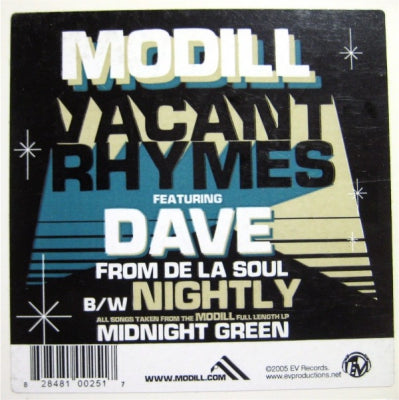 MODILL
VACANT
RHYMES
FEATURING
DAVE
FROM DE LA SOUL
B/W NIGHTLY
ALL SONGS TAKEN FROM THE MODILL FULL LENGTH LP
MIDNIGHT GREEN
8 28481 00251 7
WWW.MODILL.COM
©2005 EV Records.
www.evproductions.net
EV